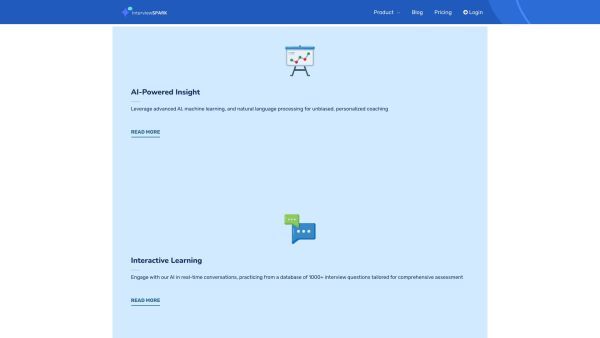 InterviewSPARK
Product
Blog
Pricing
Login
AI-Powered Insight
Leverage advanced AI, machine learning, and natural language processing for unbiased, personalized coaching
READ MORE
Interactive Learning
Engage with our AI in real-time conversations, practicing from a database of 1000+ interview questions tailored for comprehensive assessment
READ MORE